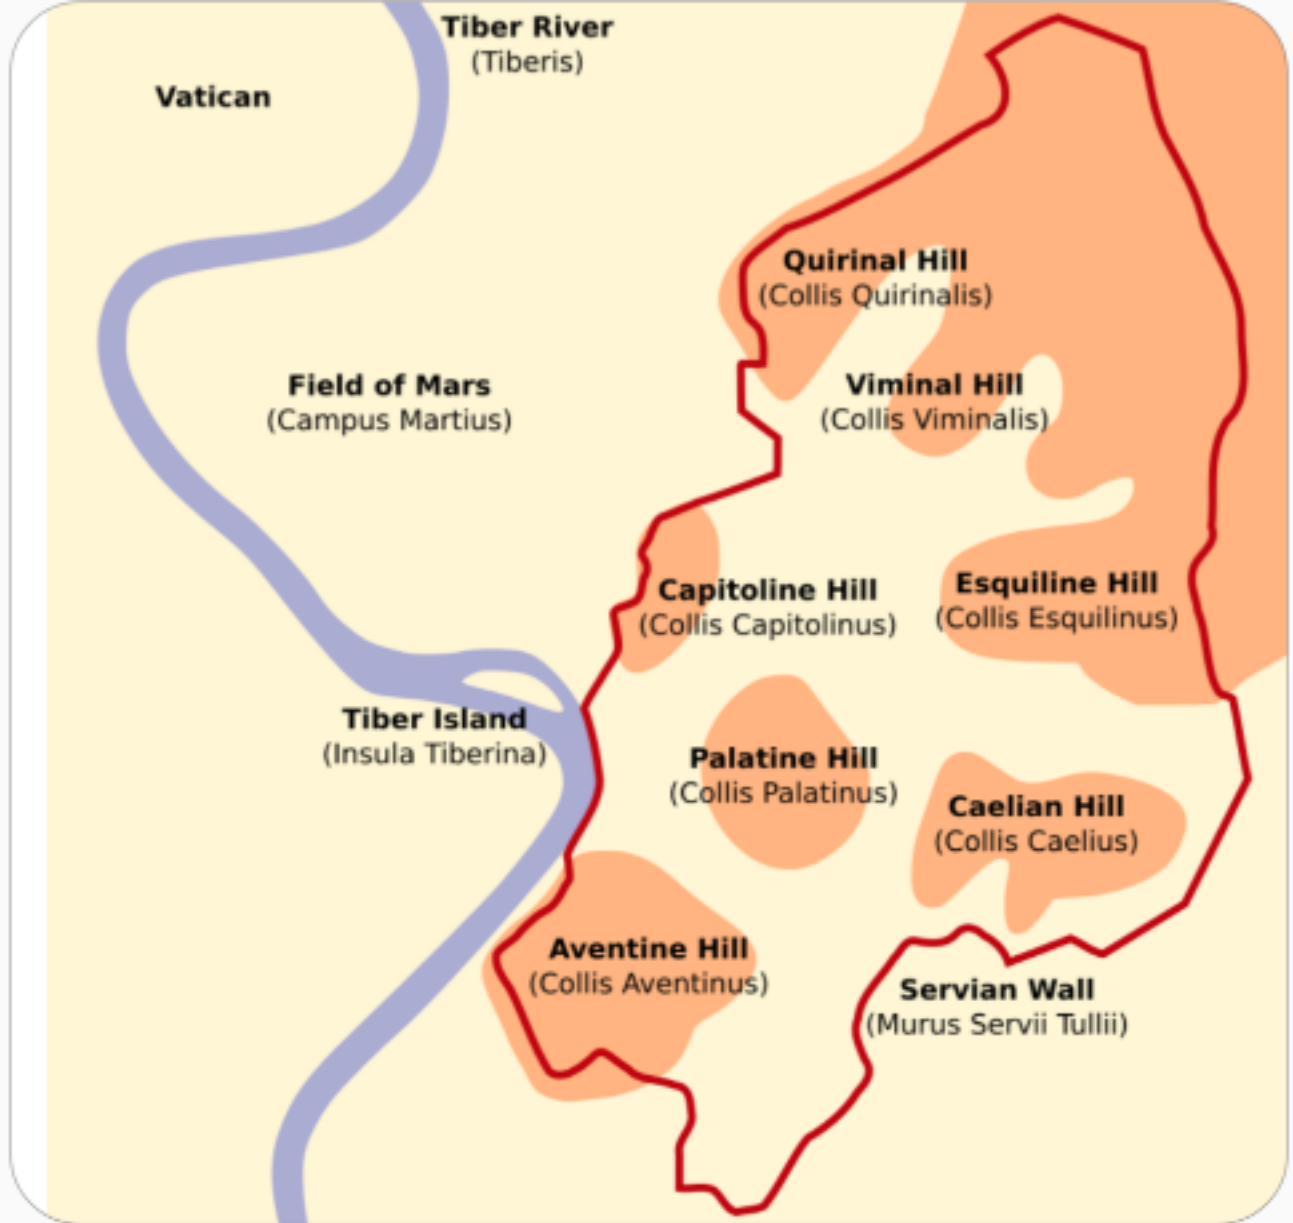 Tiber River
(Tiberis)
Vatican
Quirinal Hill
(Collis Quirinalis)
Field of Mars
(Campus Martius)
Viminal Hill
(Collis Viminalis)
Capitoline Hill
(Collis Capitolinus)
Esquiline Hill
(Collis Esquilinus)
Tiber Island
(Insula Tiberina)
Palatine Hill
(Collis Palatinus)
Caelian Hill
(Collis Caelius)
Aventine Hill
(Collis Aventinus)
Servian Wall
(Murus Servii Tullii)